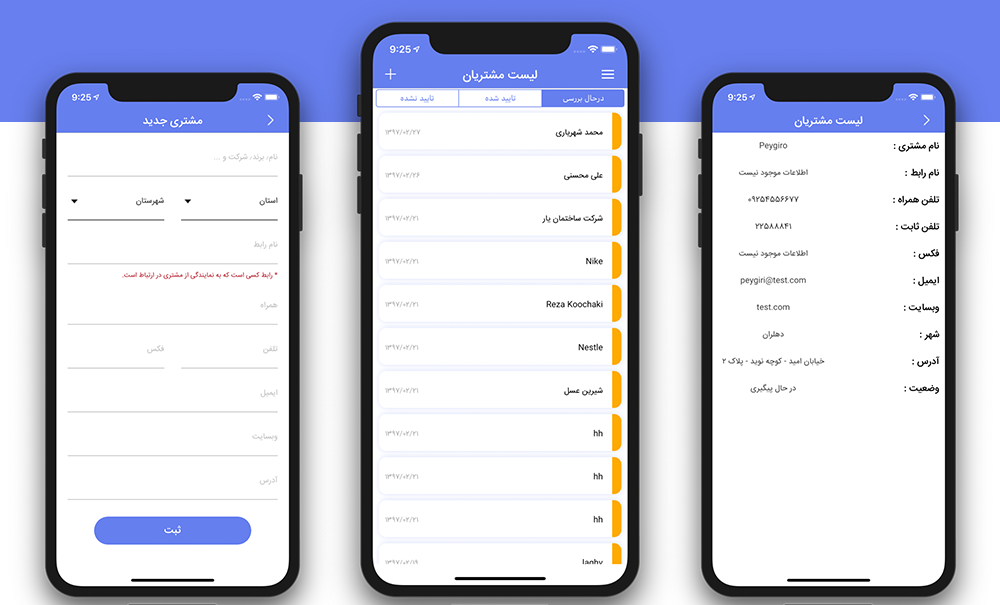 9:25
مشتری جدید
نام، برند، شرکت و ...
استان
شهرستان
نام رابط
* رابط کسی است که به نمایندگی از مشتری در ارتباط است.
همراه
تلفن
فکس
ایمیل
وبسایت
آدرس
ثبت
9:25
لیست مشتریان
درحال بررسی
تایید شده
تایید نشده
محمد شهریاری ۱۳۹۷/۰۲/۲۷
علی محسنی ۱۳۹۷/۰۲/۲۶
شرکت ساختمان یار ۱۳۹۷/۰۲/۲۱
Nike ۱۳۹۷/۰۲/۲۱
Reza Koochaki ۱۳۹۷/۰۲/۲۱
Nestle ۱۳۹۷/۰۲/۲۱
شیرین عسل ۱۳۹۷/۰۲/۲۱
hh ۱۳۹۷/۰۲/۲۱
hh ۱۳۹۷/۰۲/۲۱
hh ۱۳۹۷/۰۲/۲۱
9:25
لیست مشتریان
نام مشتری : Peygiro
نام رابط : اطلاعات موجود نیست
تلفن همراه : ۰۹۲۵۴۵۵۶۶۷۷
تلفن ثابت : ۲۲۵۸۸۸۴۱
فکس : اطلاعات موجود نیست
ایمیل : peygiri@test.com
وبسایت : test.com
شهر : دهلران
آدرس : خیابان امید - کوچه نوید - پلاک ۲
وضعیت : در حال پیگیری